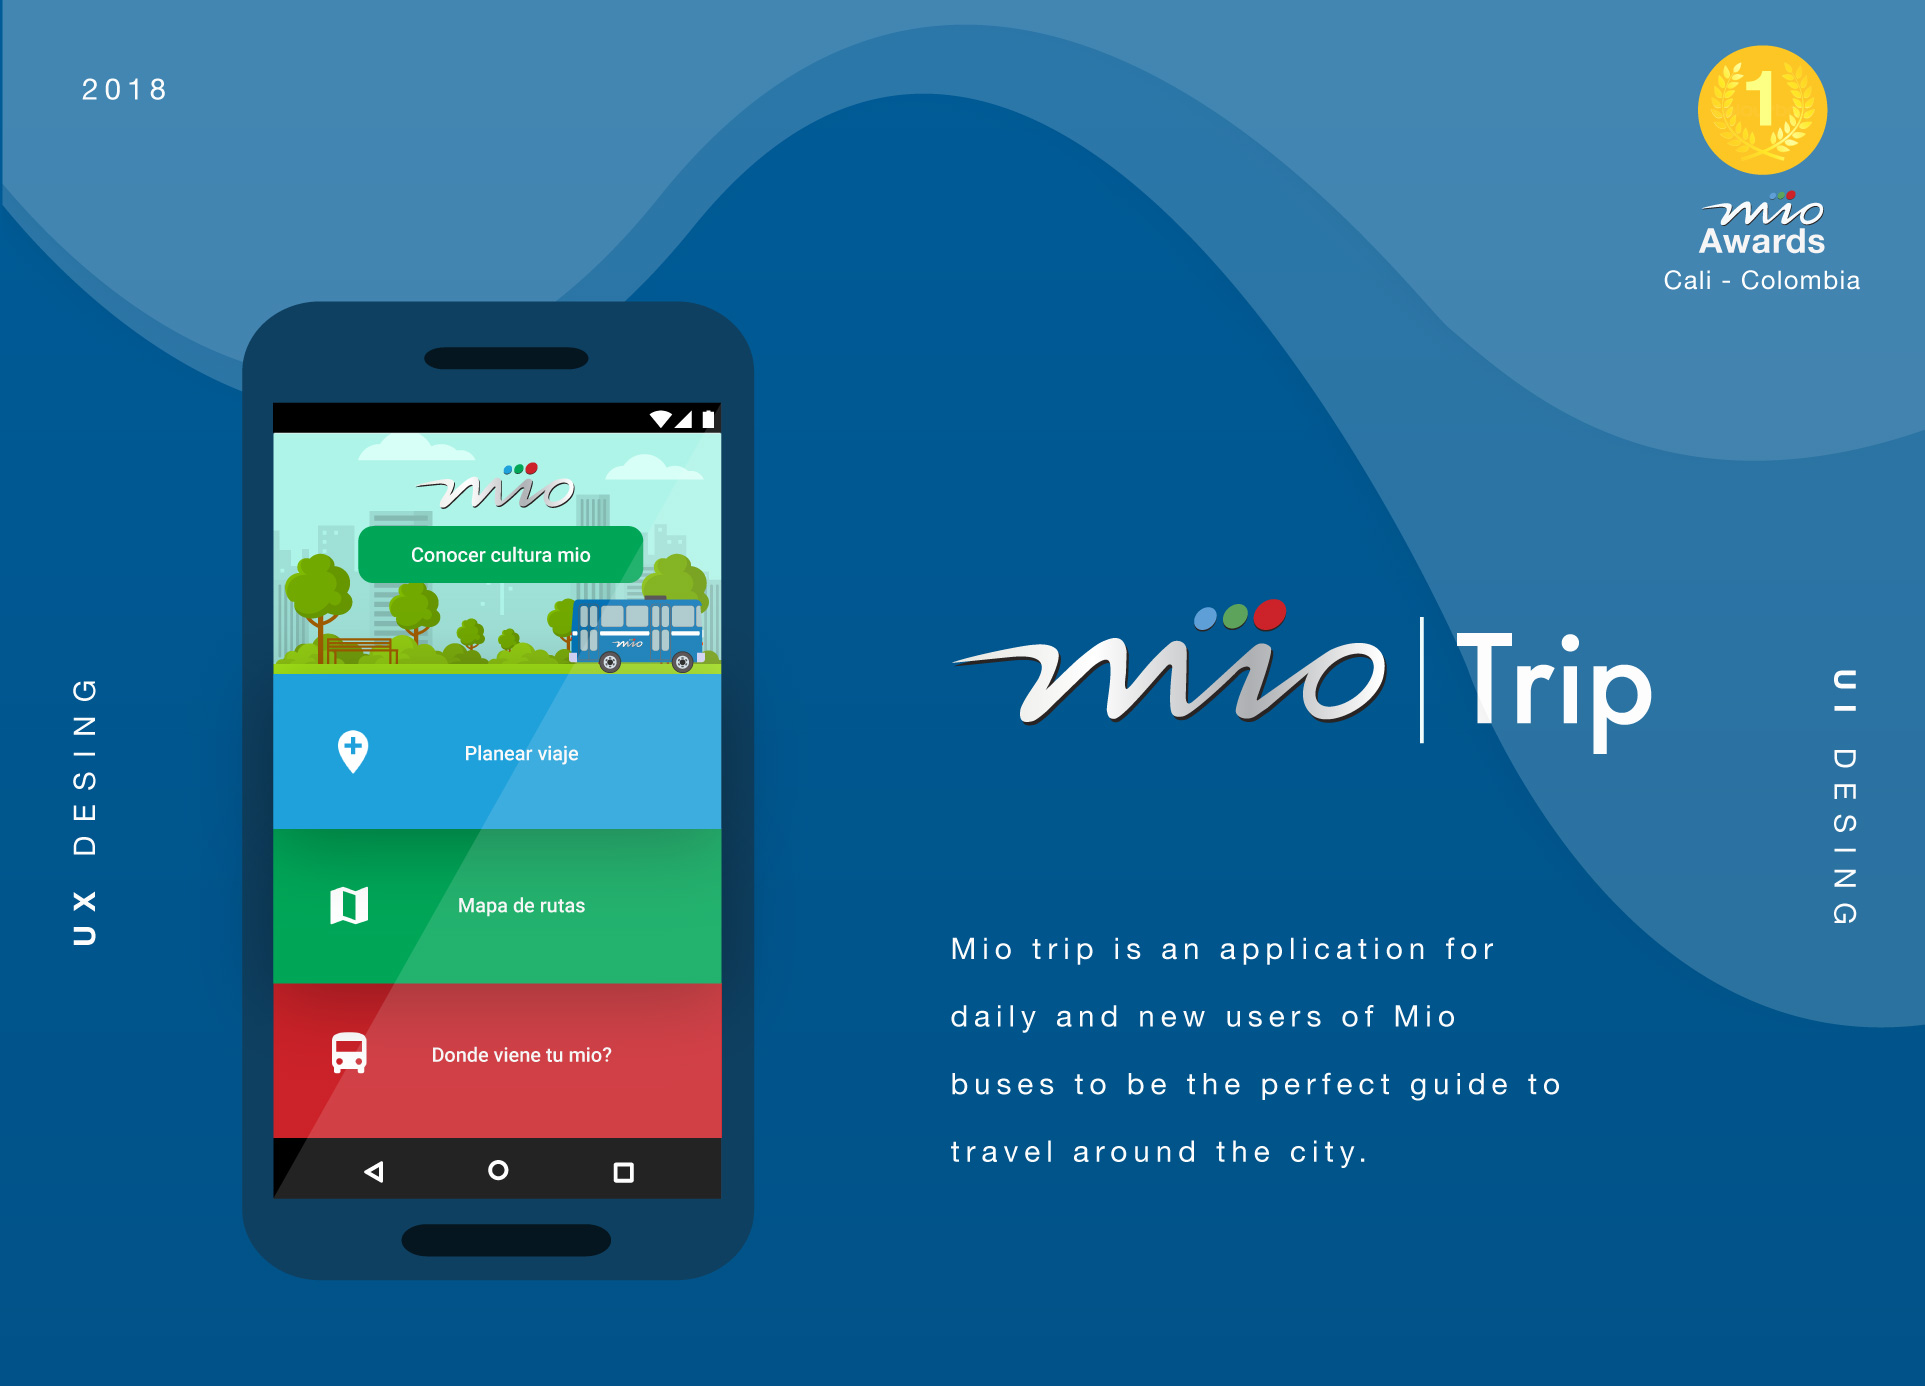 2018
1
mio
Awards
Cali - Colombia
mio
Conocer cultura mio
mio
Planear viaje
Mapa de rutas
Donde viene tu mio?
UX DESING
mio | Trip
UI DESING
Mio trip is an application for
daily and new users of Mio
buses to be the perfect guide to
travel around the city.